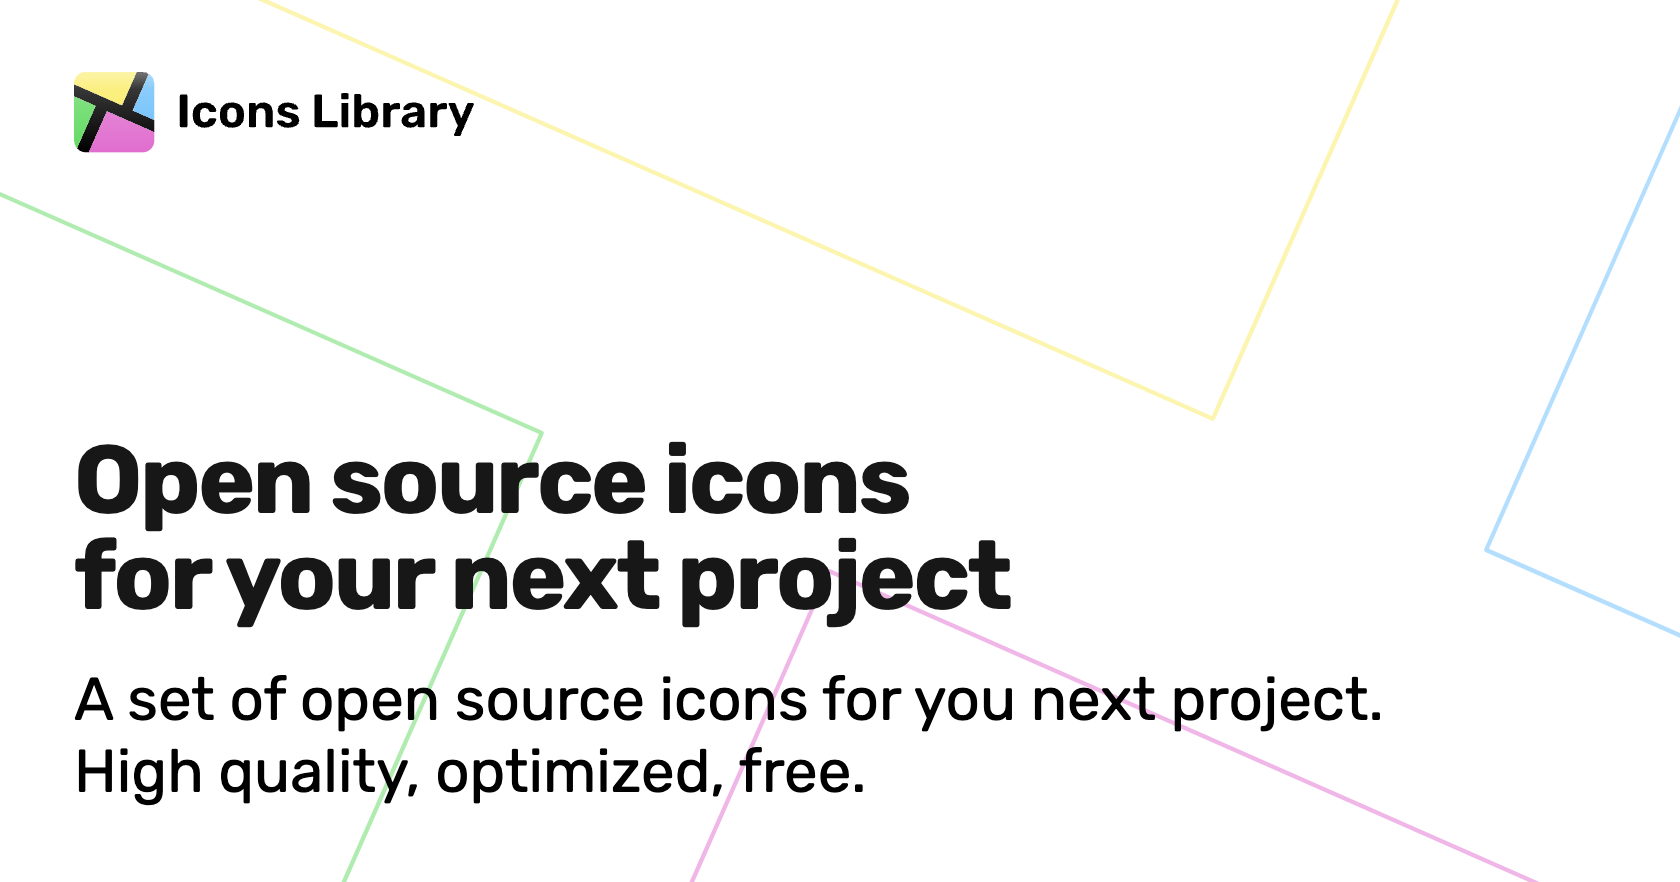 Icons Library
Open source icons
for your next project
A set of open source icons for you next project.
High quality, optimized, free.